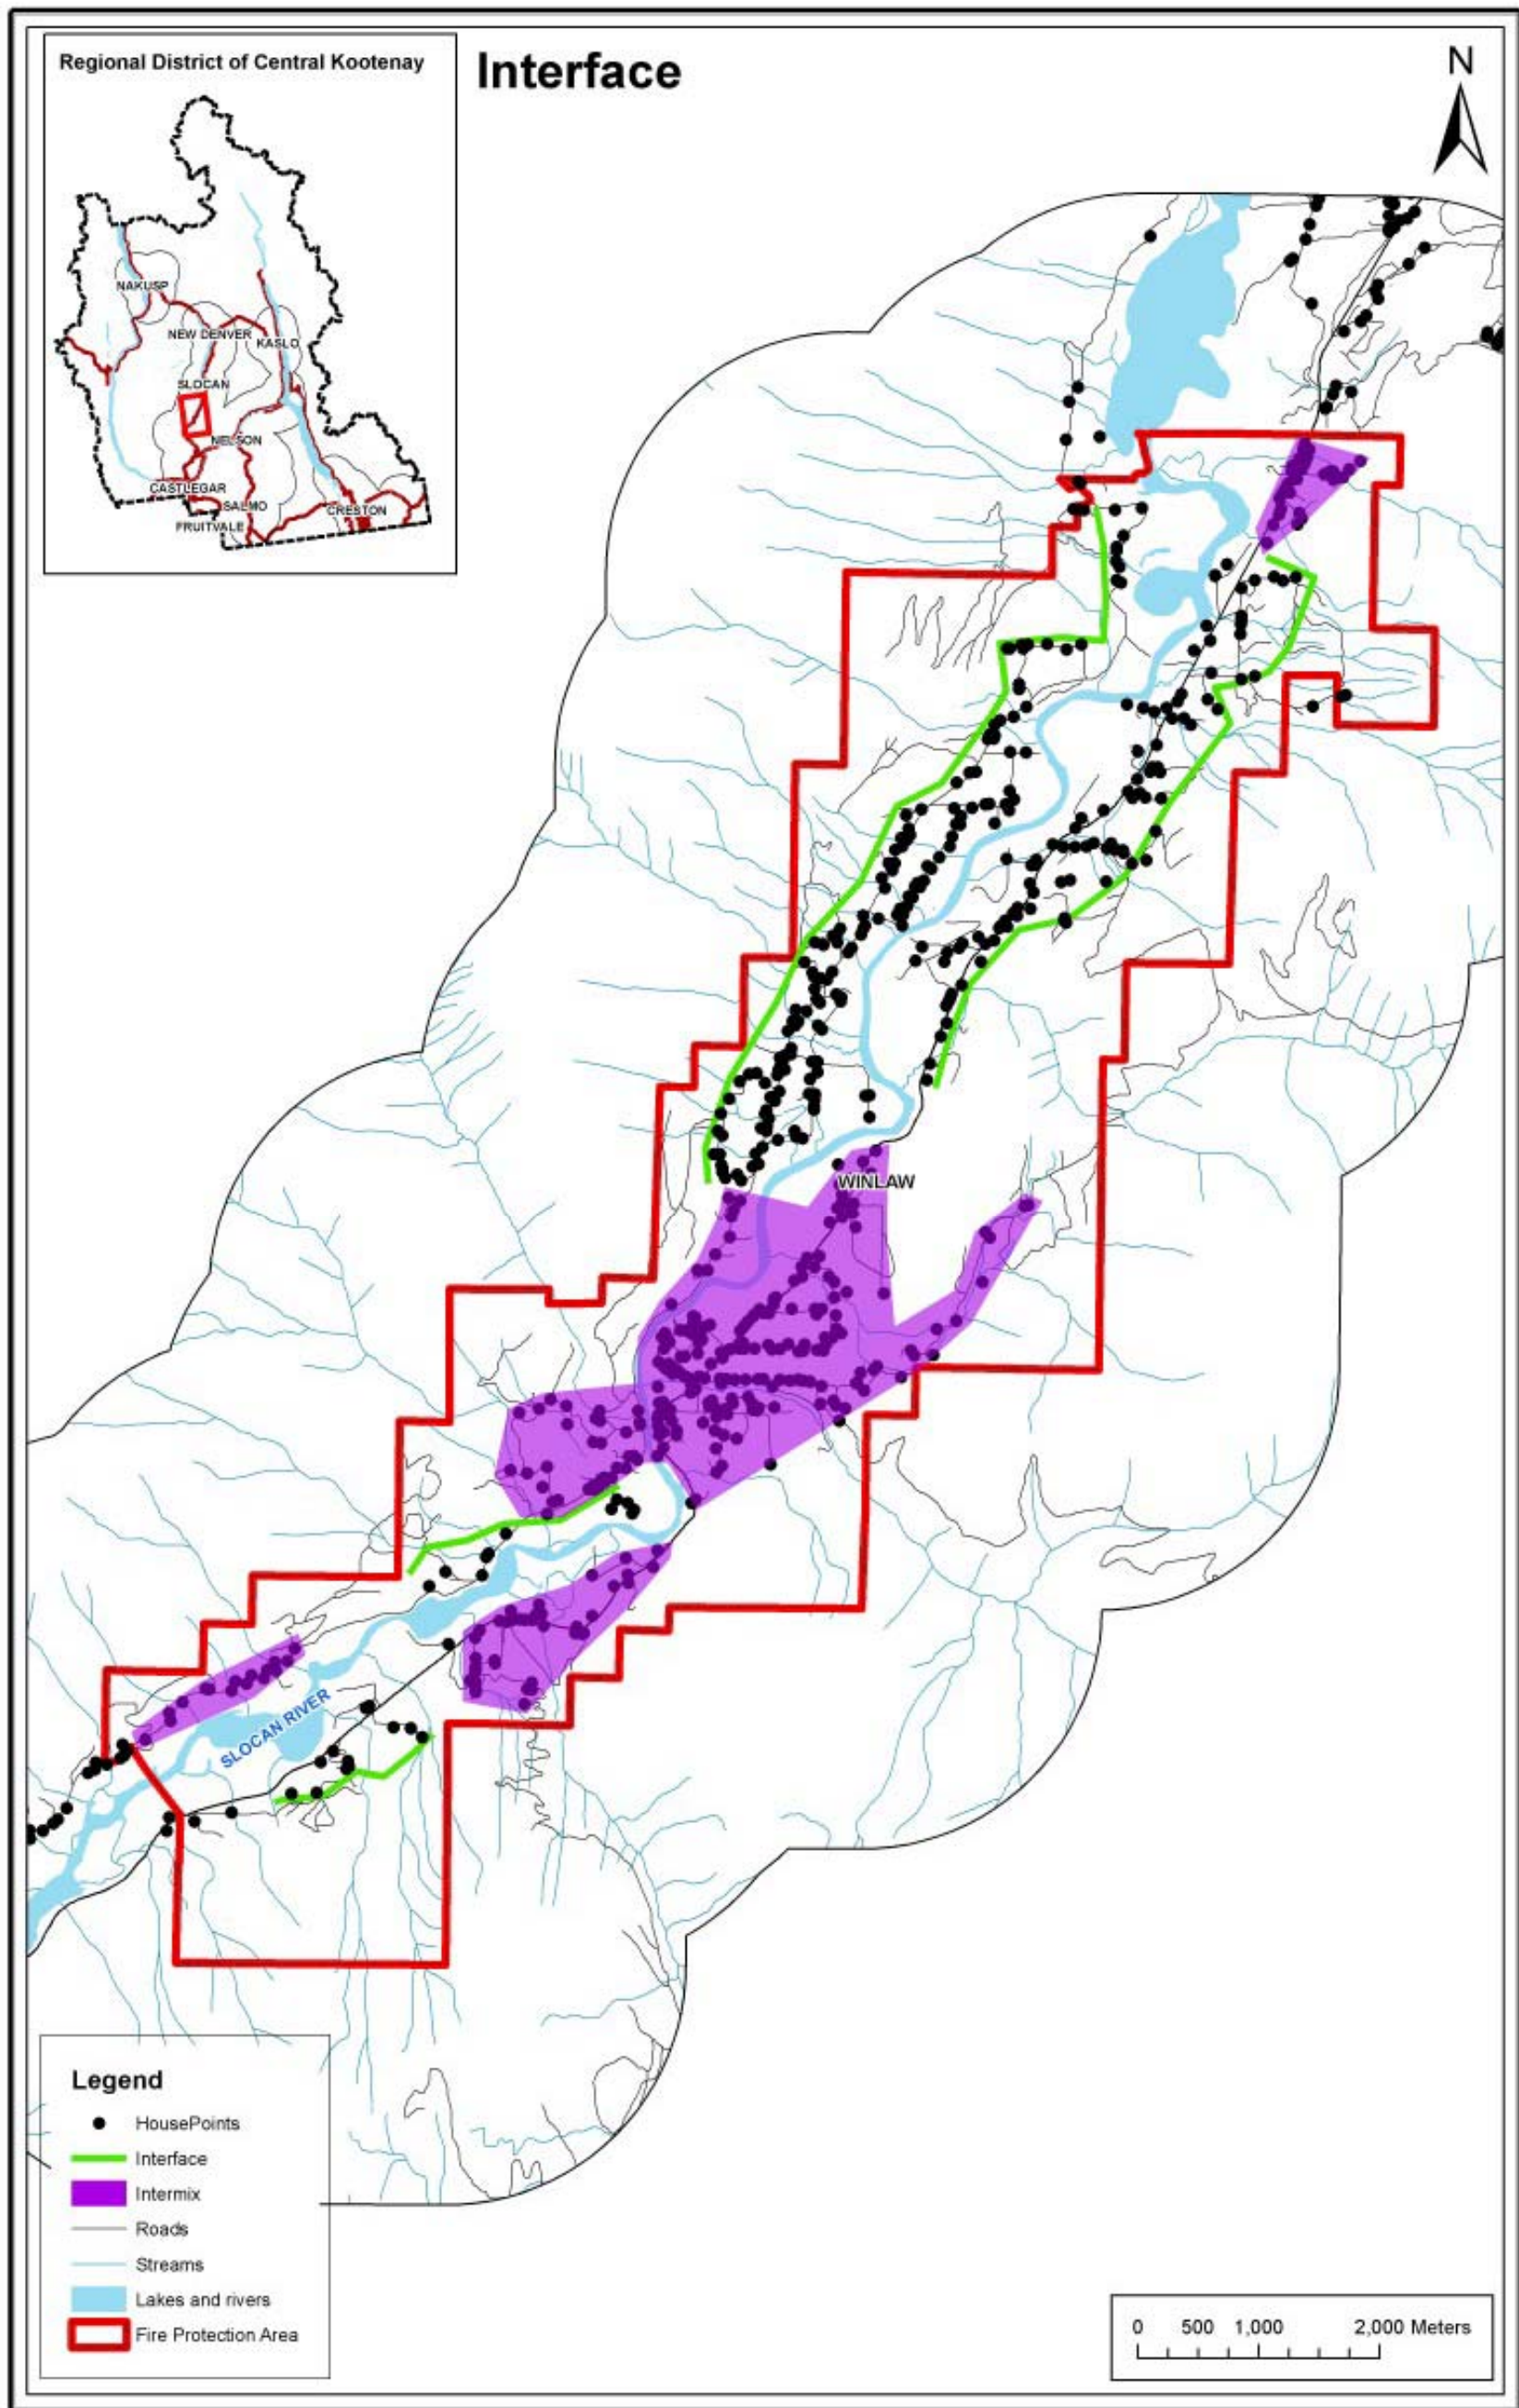 Regional District of Central Kootenay
Interface
N
NAKUSP
NEW DENVER
KASLO
SLOCAN
NELSON
CASTLEGAR
SALMO
CRESTON
FRUITVALE
WINLAW
SLOCAN RIVER
Legend
HousePoints
Interface
Intermix
Roads
Streams
Lakes and rivers
Fire Protection Area
0 500 1,000 2,000 Meters